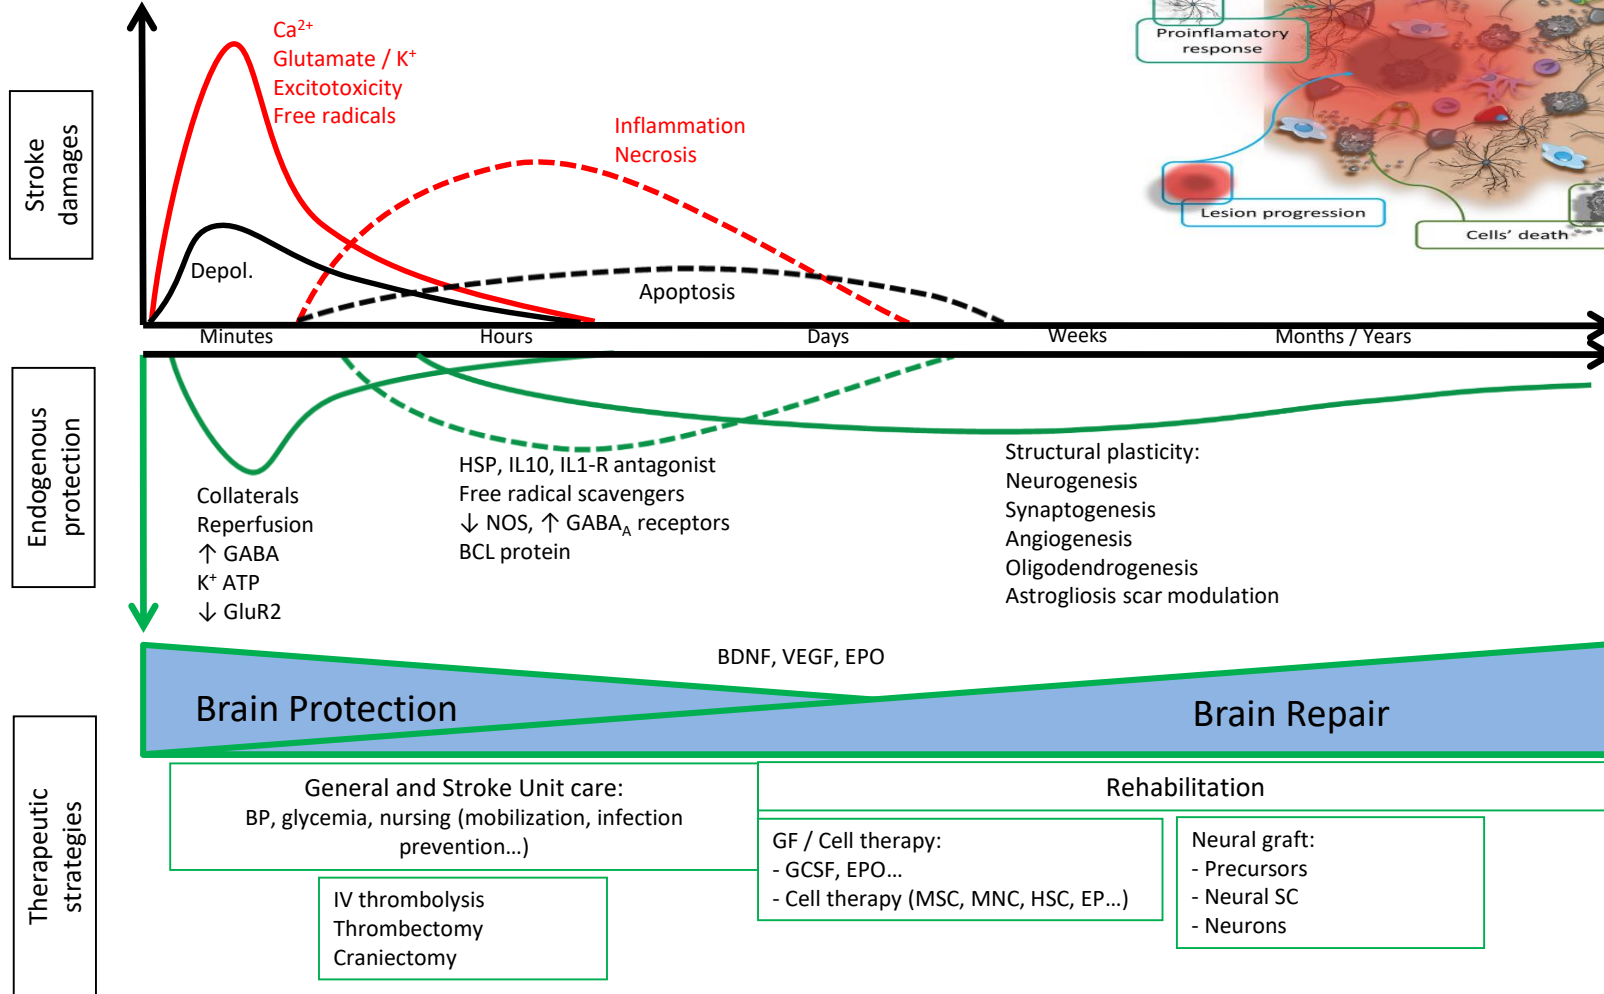 Stroke
damages
Ca²⁺
Glutamate / K⁺
Excitotoxicity
Free radicals
Inflammation
Necrosis
Depol.
Apoptosis
Proinflamatory
response
Lesion progression
Cells' death
Minutes
Hours
Days
Weeks
Months / Years
Endogenous
protection
Collaterals
Reperfusion
↑ GABA
K⁺ ATP
↓ GluR2
HSP, IL10, IL1-R antagonist
Free radical scavengers
↓ NOS, ↑ GABA_A receptors
BCL protein
Structural plasticity:
Neurogenesis
Synaptogenesis
Angiogenesis
Oligodendrogenesis
Astrogliosis scar modulation
BDNF, VEGF, EPO
Brain Protection
Brain Repair
Therapeutic
strategies
General and Stroke Unit care:
BP, glycemia, nursing (mobilization, infection
prevention…)
IV thrombolysis
Thrombectomy
Craniectomy
Rehabilitation
GF / Cell therapy:
- GCSF, EPO…
- Cell therapy (MSC, MNC, HSC, EP…)
Neural graft:
- Precursors
- Neural SC
- Neurons